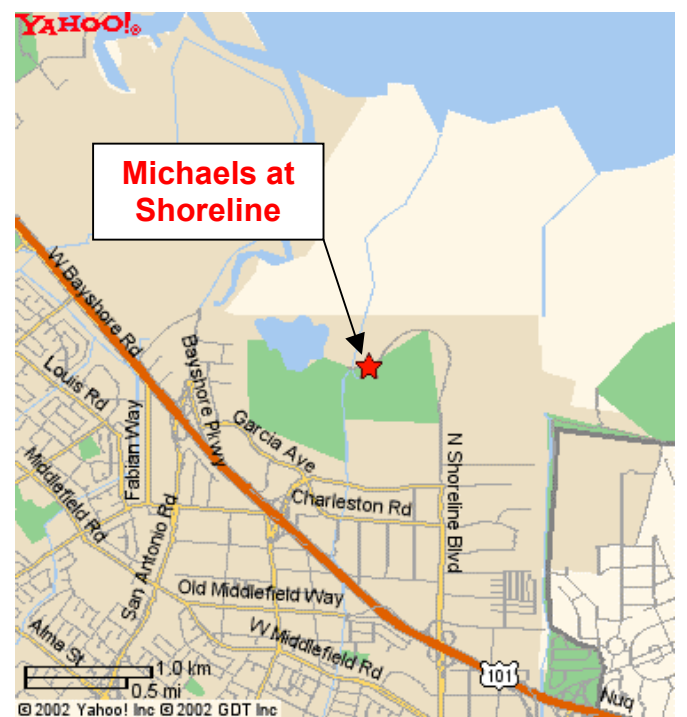 YAHOO!®
Michaels at
Shoreline
W Bayshore Rd
Bayshore Pkwy
Louis Rd
Fabian Way
Garcia Ave
Middlefield Rd
San Antonio Rd
Charleston Rd
N Shoreline Blvd
Old Middlefield Way
W Middlefield Rd
Alma St
101
Nuq
1.0 km
0.5 mi
© 2002 Yahoo! Inc © 2002 GDT Inc